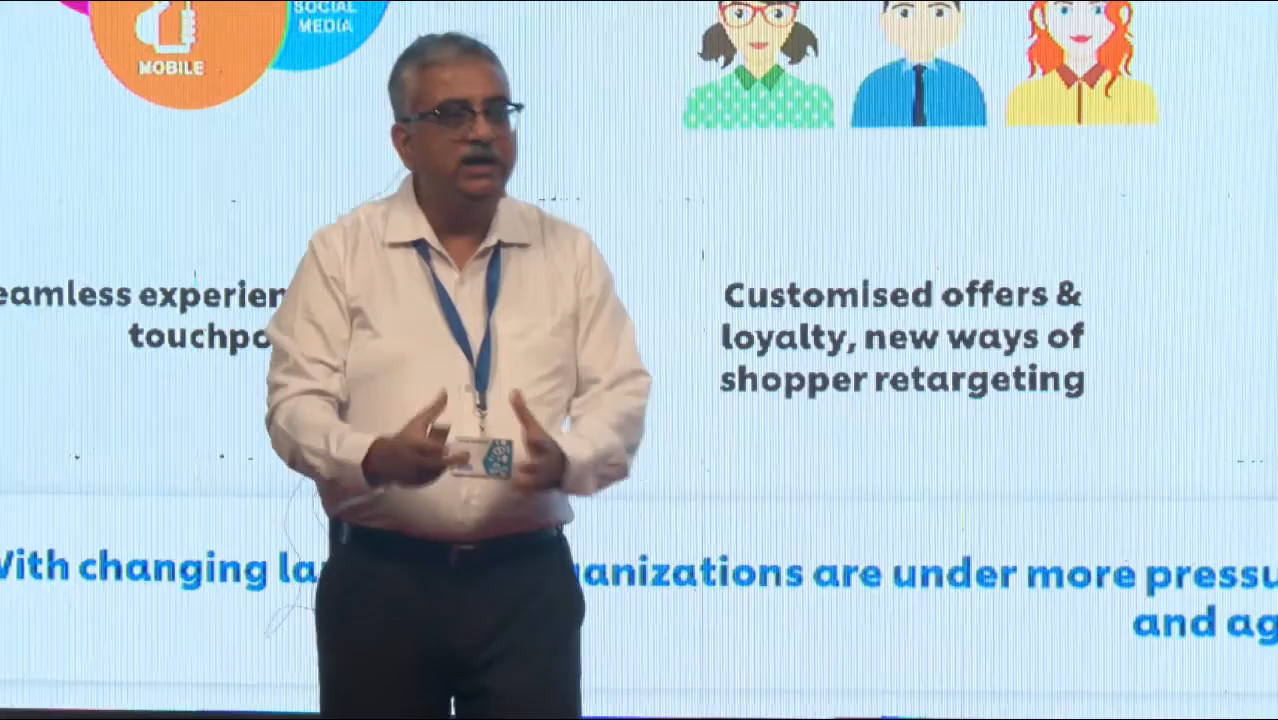 SOCIAL
MEDIA
MOBILE
eamless experien
touchpo
Customised offers &
loyalty, new ways of
shopper retargeting
With changing la anizations are under more pressu
and ag